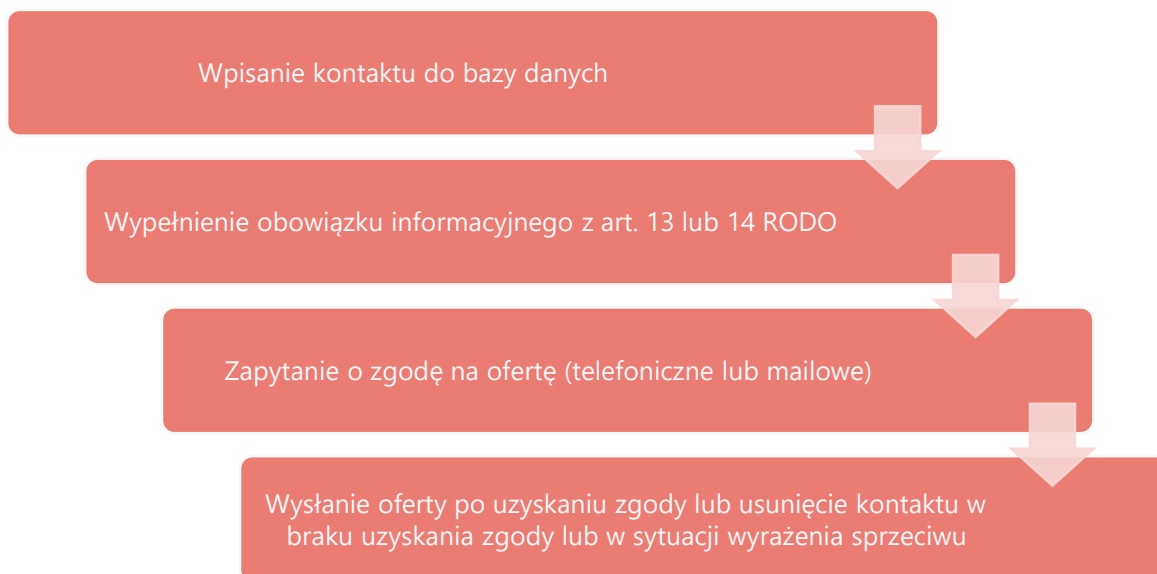 Wpisanie kontaktu do bazy danych
Wypełnienie obowiązku informacyjnego z art. 13 lub 14 RODO
Zapytanie o zgodę na ofertę (telefoniczne lub mailowe)
Wysłanie oferty po uzyskaniu zgody lub usunięcie kontaktu w
braku uzyskania zgody lub w sytuacji wyrażenia sprzeciwu